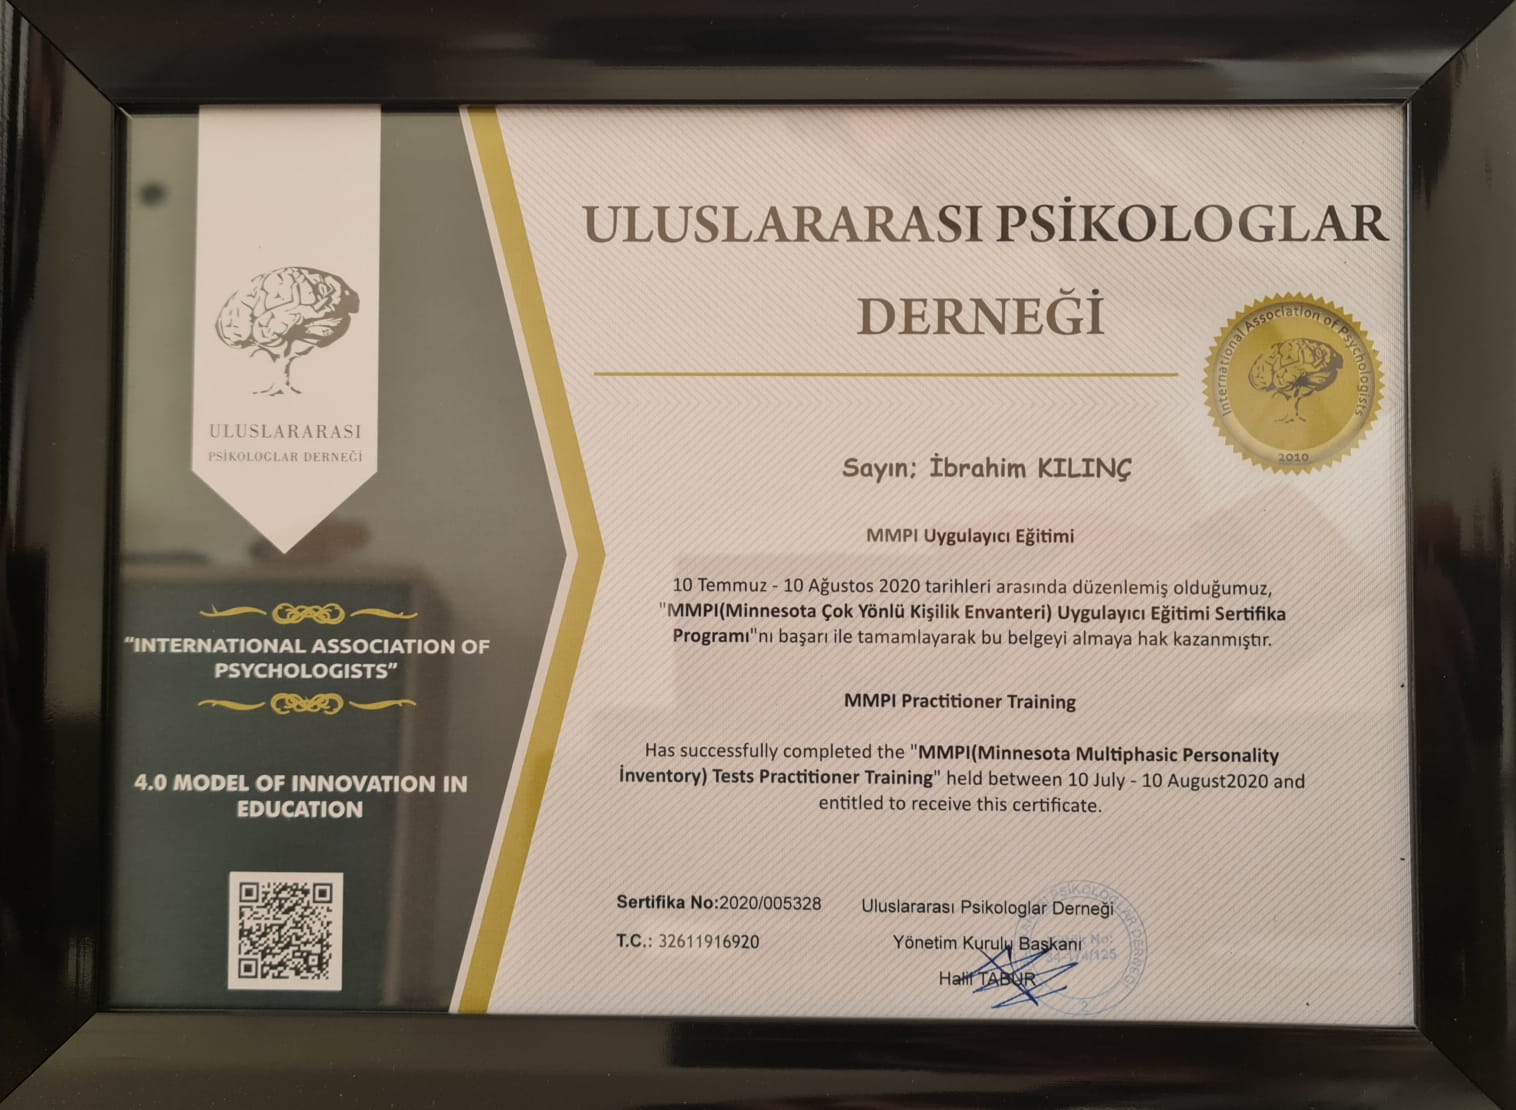 ULUSLARARASI
PSİKOLOGLAR DERNEĞİ
"INTERNATIONAL ASSOCIATION OF
PSYCHOLOGISTS"
4.0 MODEL OF INNOVATION IN
EDUCATION
ULUSLARARASI PSİKOLOGLAR
DERNEĞİ
International Association of Psychologists
2010
Sayın; İbrahim KILINÇ
MMPI Uygulayıcı Eğitimi
10 Temmuz - 10 Ağustos 2020 tarihleri arasında düzenlemiş olduğumuz,
"MMPI(Minnesota Çok Yönlü Kişilik Envanteri) Uygulayıcı Eğitimi Sertifika
Programı"nı başarı ile tamamlayarak bu belgeyi almaya hak kazanmıştır.
MMPI Practitioner Training
Has successfully completed the "MMPI(Minnesota Multiphasic Personality
İnventory) Tests Practitioner Training" held between 10 July - 10 August2020 and
entitled to receive this certificate.
Sertifika No:2020/005328
T.C.: 32611916920
Uluslararası Psikologlar Derneği
Yönetim Kurulu Başkanı
Halil TABUR
PSİKOLOGLAR DERNEĞİ
No:
2